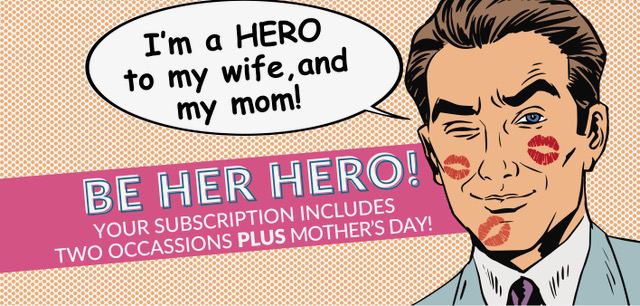 I'm a HERO
to my wife, and
my mom!
BE HER HERO!
YOUR SUBSCRIPTION INCLUDES
TWO OCCASSIONS PLUS MOTHER'S DAY!